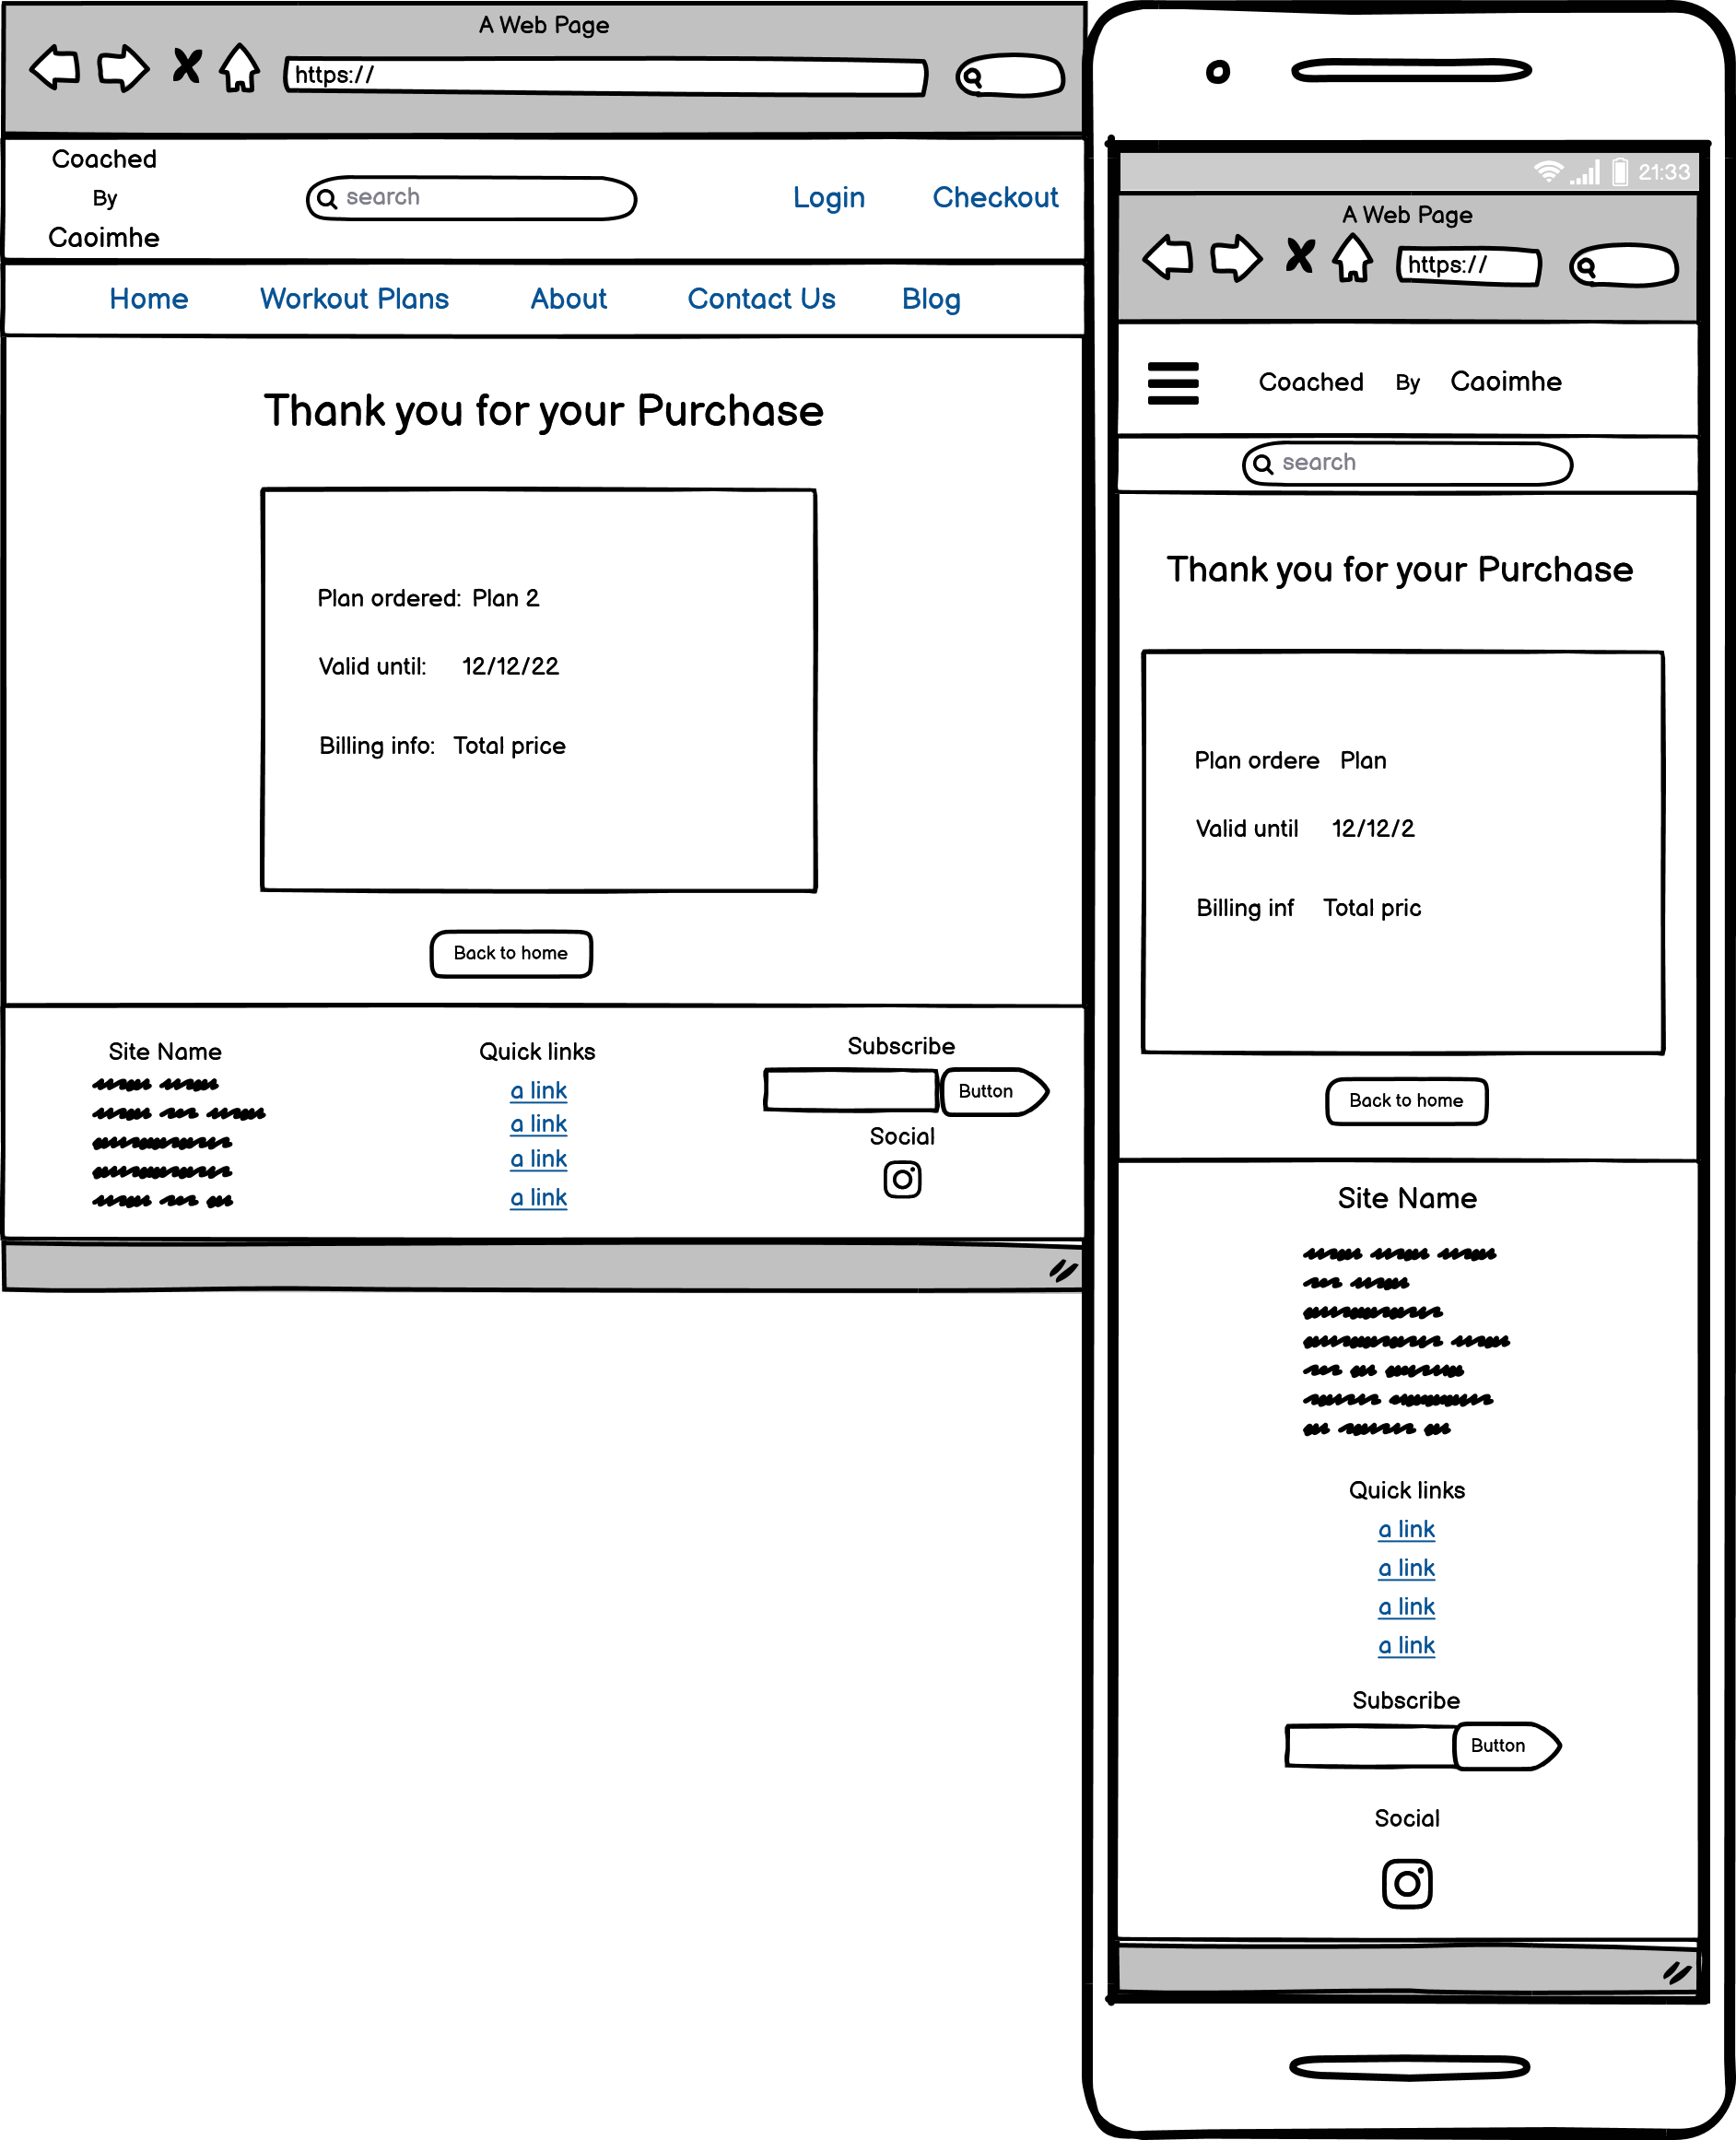 A Web Page
https://
Coached
By
Caoimhe
search
Login Checkout
Home Workout Plans About Contact Us Blog
Thank you for your Purchase
Plan ordered: Plan 2
Valid until: 12/12/22
Billing info: Total price
Back to home
Site Name
Quick links
a link
a link
a link
a link
Subscribe
Button
Social
21:33
A Web Page
https://
Coached By Caoimhe
search
Thank you for your Purchase
Plan ordere Plan
Valid until 12/12/2
Billing inf Total pric
Back to home
Site Name
Quick links
a link
a link
a link
a link
Subscribe
Button
Social